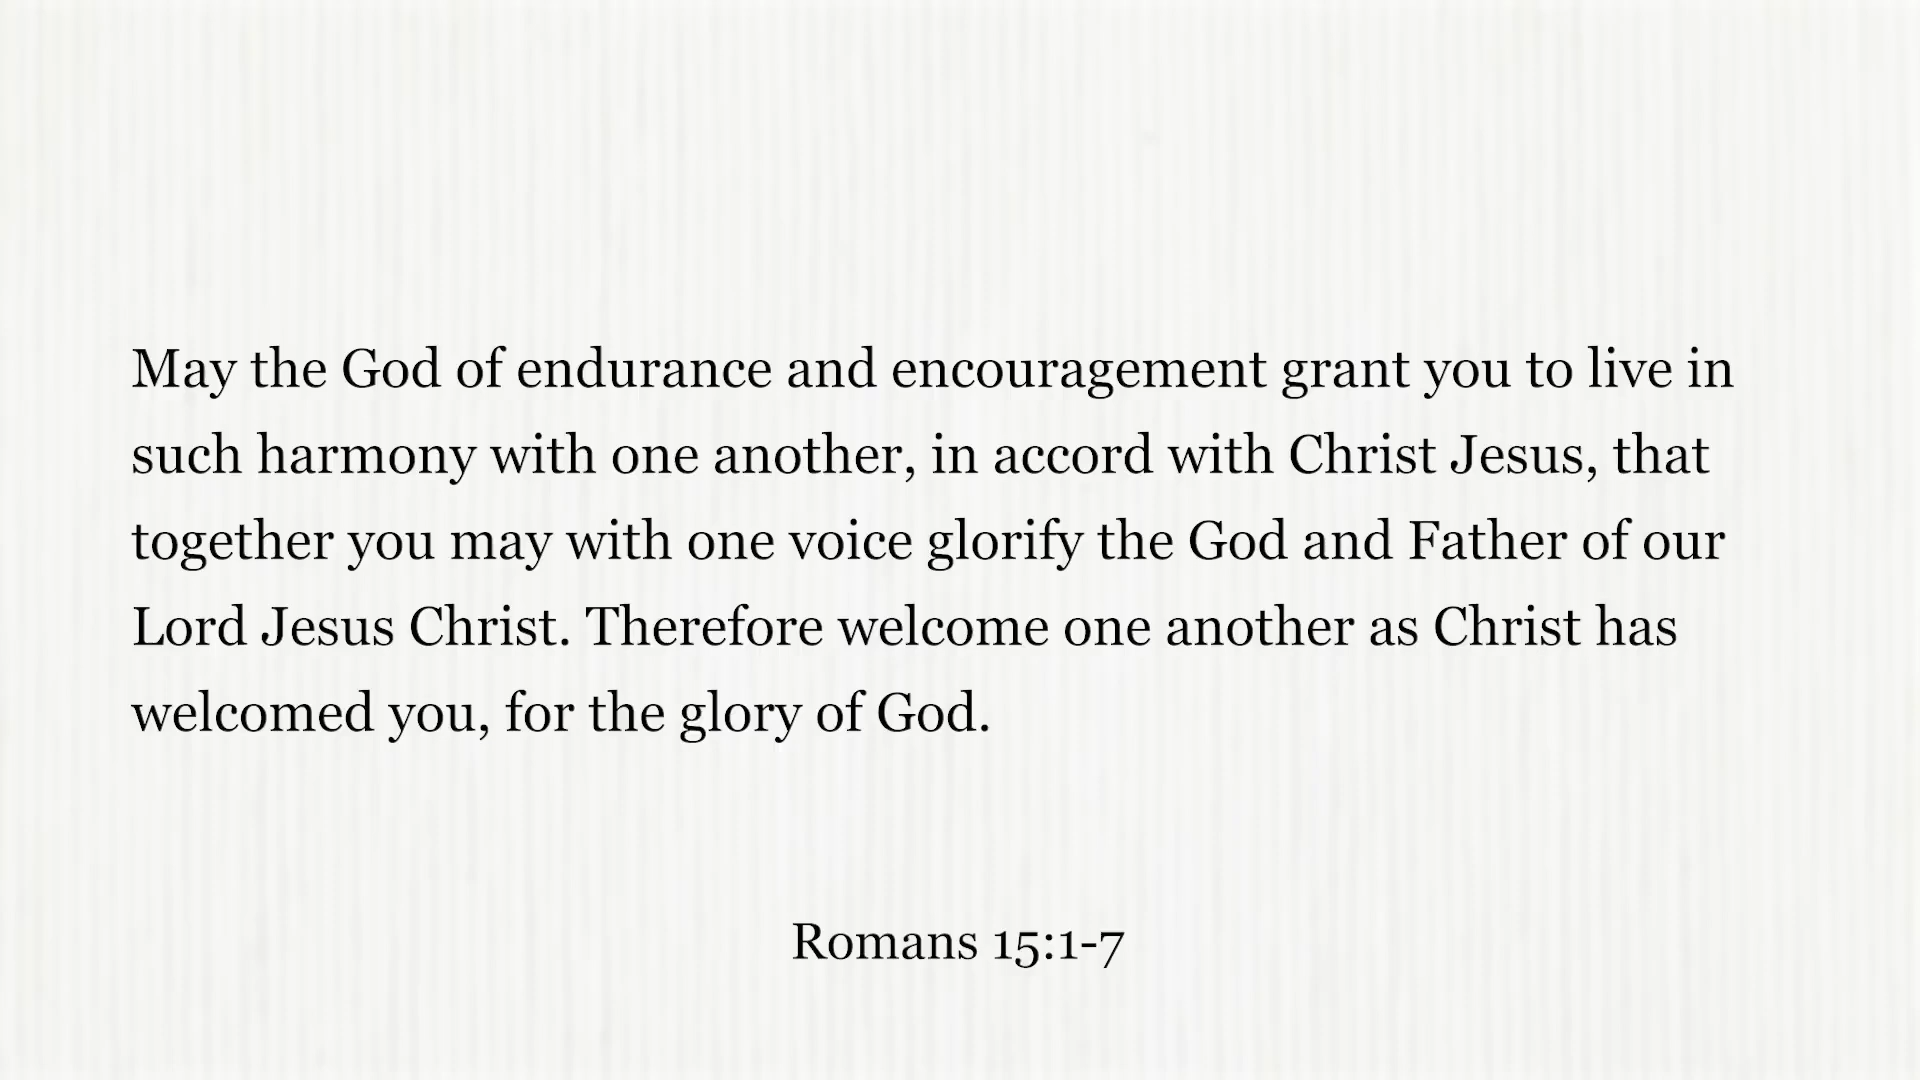 May the God of endurance and encouragement grant you to live in
such harmony with one another, in accord with Christ Jesus, that
together you may with one voice glorify the God and Father of our
Lord Jesus Christ. Therefore welcome one another as Christ has
welcomed you, for the glory of God.
Romans 15:1-7